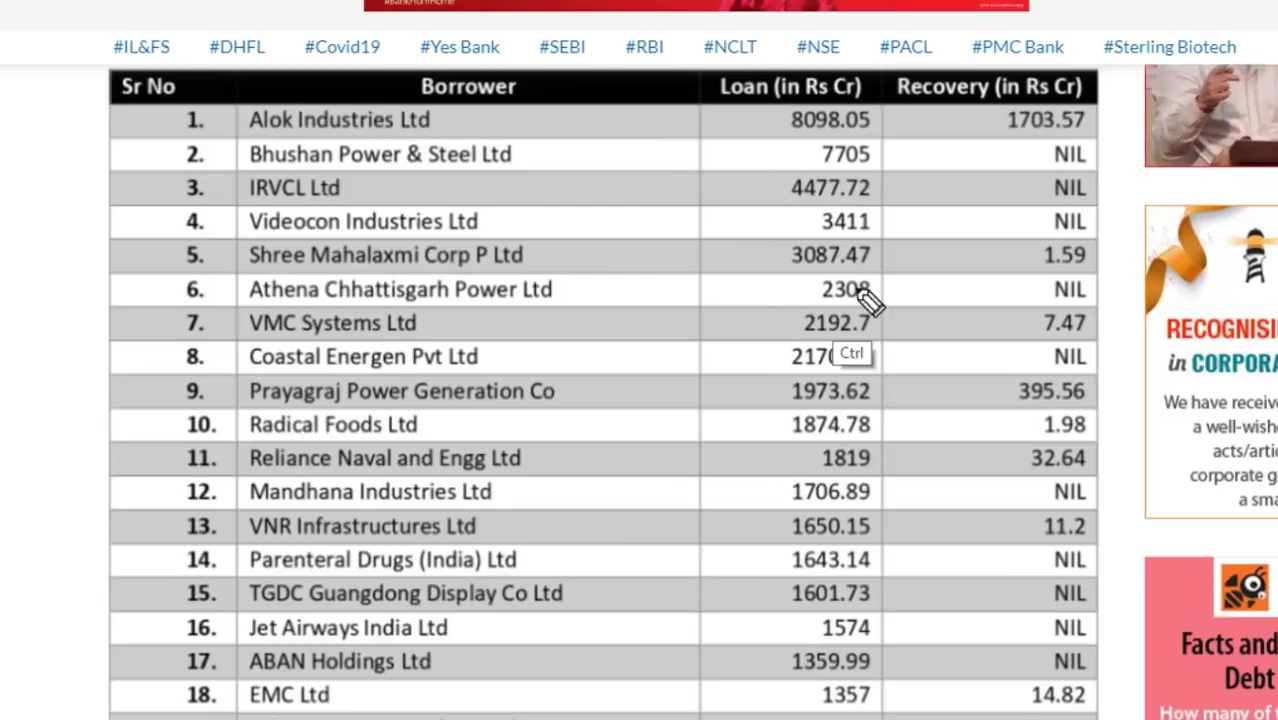 #BankFromHome
#IL&FS #DHFL #Covid19 #Yes Bank #SEBI #RBI #NCLT #NSE #PACL #PMC Bank #Sterling Biotech
Sr No Borrower Loan (in Rs Cr) Recovery (in Rs Cr)
1. Alok Industries Ltd 8098.05 1703.57
2. Bhushan Power & Steel Ltd 7705 NIL
3. IRVCL Ltd 4477.72 NIL
4. Videocon Industries Ltd 3411 NIL
5. Shree Mahalaxmi Corp P Ltd 3087.47 1.59
6. Athena Chhattisgarh Power Ltd NIL
7. VMC Systems Ltd 2192.7 7.47
Ctrl
8. Coastal Energen Pvt Ltd NIL
9. Prayagraj Power Generation Co 1973.62 395.56
10. Radical Foods Ltd 1874.78 1.98
11. Reliance Naval and Engg Ltd 1819 32.64
12. Mandhana Industries Ltd 1706.89 NIL
13. VNR Infrastructures Ltd 1650.15 11.2
14. Parenteral Drugs (India) Ltd 1643.14 NIL
15. TGDC Guangdong Display Co Ltd 1601.73 NIL
16. Jet Airways India Ltd 1574 NIL
17. ABAN Holdings Ltd 1359.99 NIL
18. EMC Ltd 1357 14.82
RECOGNISI
in CORPORA
We have receive
a well-wish
acts/arti
corporate g
a sma
Facts and
Debt
How many of t